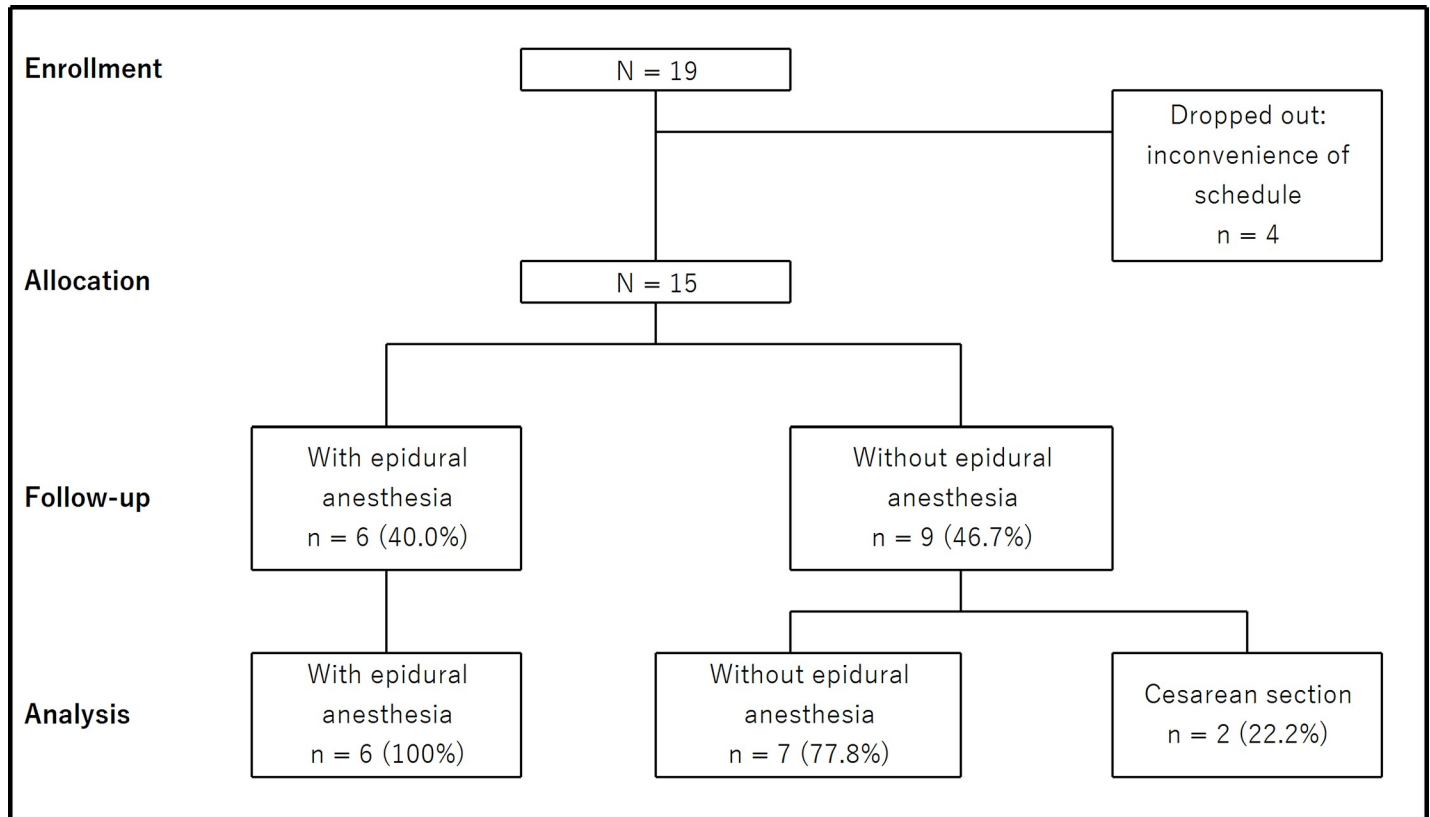 Enrollment
N = 19
Dropped out:
inconvenience of
schedule
n = 4
Allocation
N = 15
Follow-up
With epidural
anesthesia
n = 6 (40.0%)
Without epidural
anesthesia
n = 9 (46.7%)
Analysis
With epidural
anesthesia
n = 6 (100%)
Without epidural
anesthesia
n = 7 (77.8%)
Cesarean section
n = 2 (22.2%)